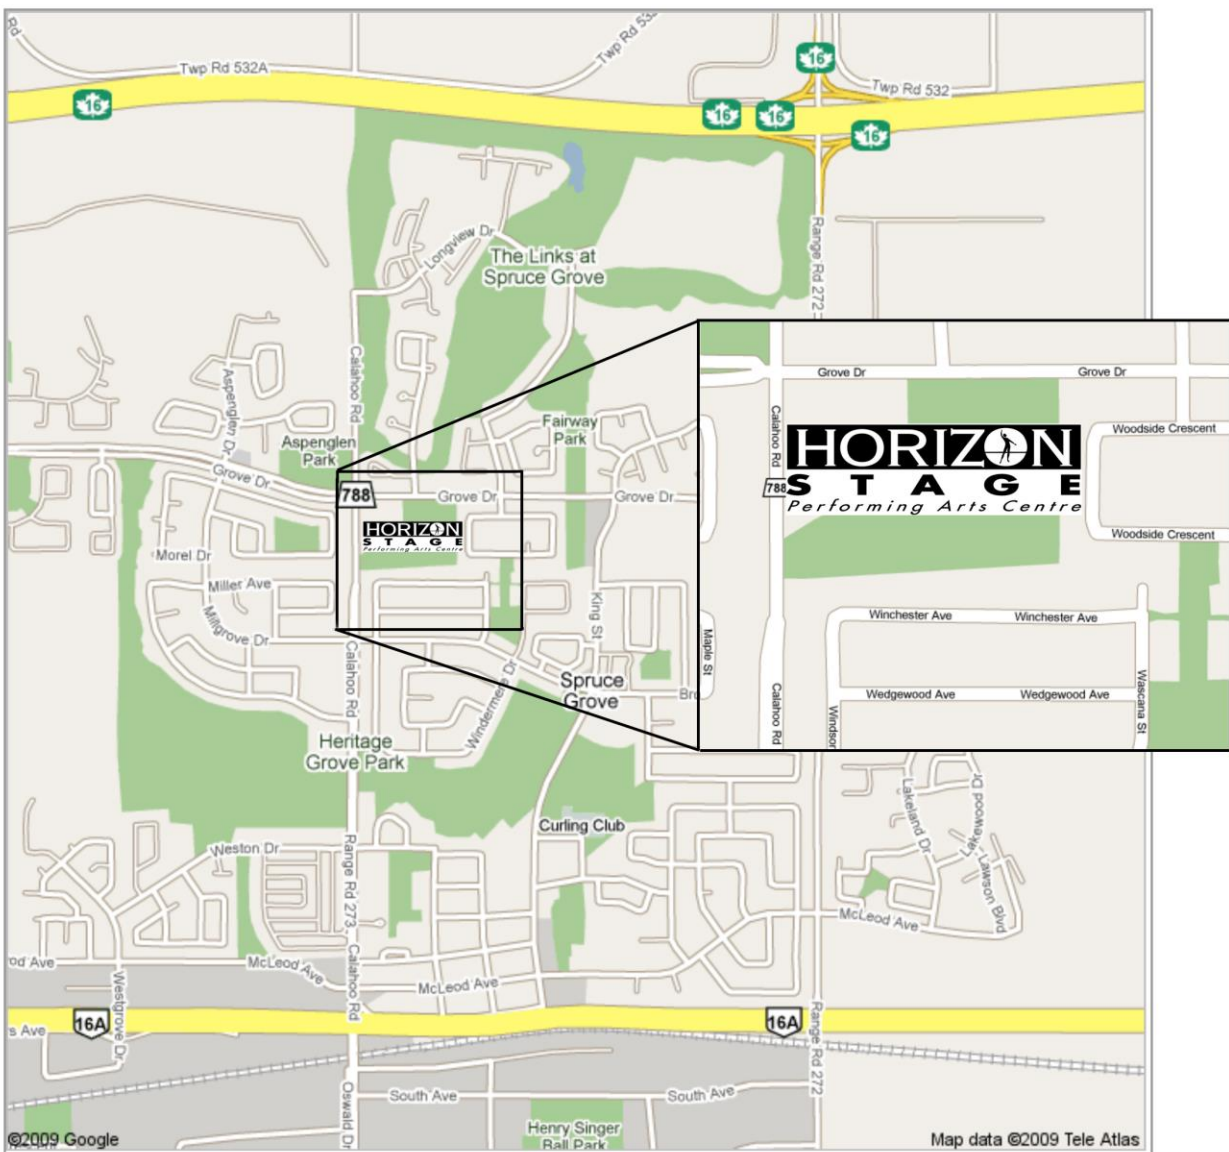 Rd
Twp Rd 532A
16
16
16
16
16
Twp Rd 532
Longview Dr
The Links at
Spruce Grove
Range Rd 272
Calahoo Rd
Aspenglen Dr
Aspenglen
Park
Fairway
Park
Grove Dr
788
Grove Dr
Grove Dr
HORIZON
STAGE
Performing Arts Centre
Morel Dr
Millet Ave
Millgrove Dr
King St
Calahoo Rd
Windermere Dr
Spruce
Grove
Heritage
Grove Park
Grove Dr
Grove Dr
Calahoo Rd
788
HORIZON
STAGE
Performing Arts Centre
Woodside Crescent
Woodside Crescent
Winchester Ave
Winchester Ave
Maple St
Calahoo Rd
Windsor
Wedgewood Ave
Wedgewood Ave
Wascana St
Curling Club
Weston Dr
Range Rd 273
Lakeland Dr
Lakewood Dr
Lawson Blvd
McLeod Ave
McLeod Ave
McLeod Ave
Calahoo Rd
Westgrove Dr
16A
16A
Range Rd 272
South Ave
South Ave
Oswald Dr
Henry Singer
Ball Park
©2009 Google
Map data ©2009 Tele Atlas